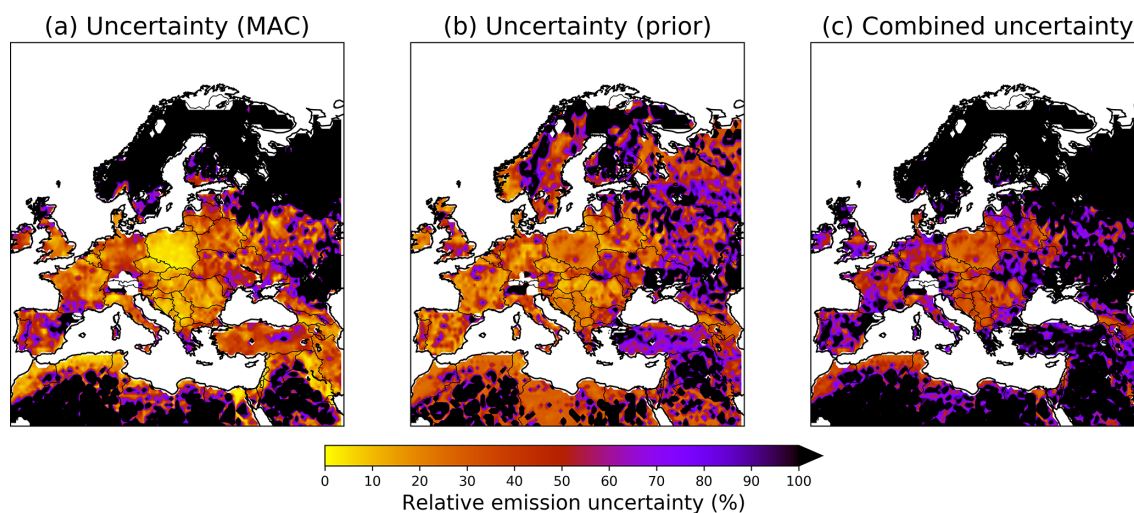 (a) Uncertainty (MAC) (b) Uncertainty (prior) (c) Combined uncertainty
0 10 20 30 40 50 60 70 80 90 100
Relative emission uncertainty (%)